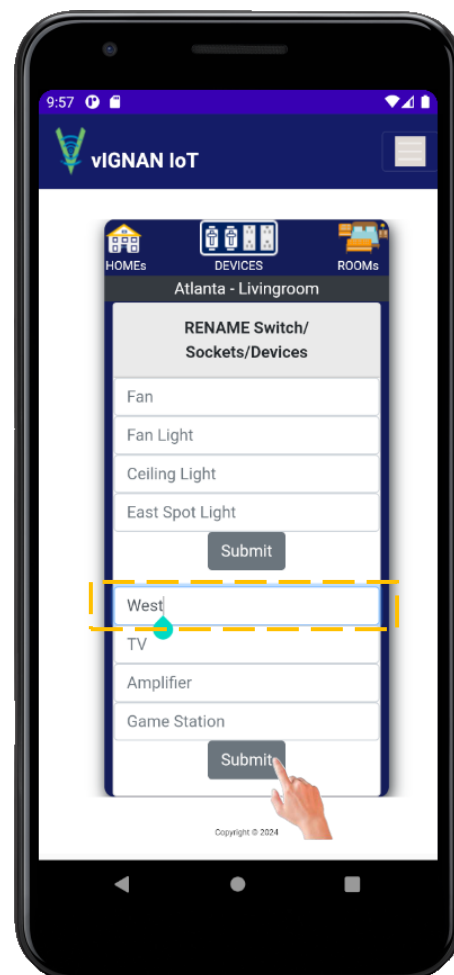 9:57
vIGNAN IoT
HOMEs DEVICES ROOMs
Atlanta - Livingroom
RENAME Switch/
Sockets/Devices
Fan
Fan Light
Ceiling Light
East Spot Light
Submit
West
TV
Amplifier
Game Station
Submit
Copyright © 2024